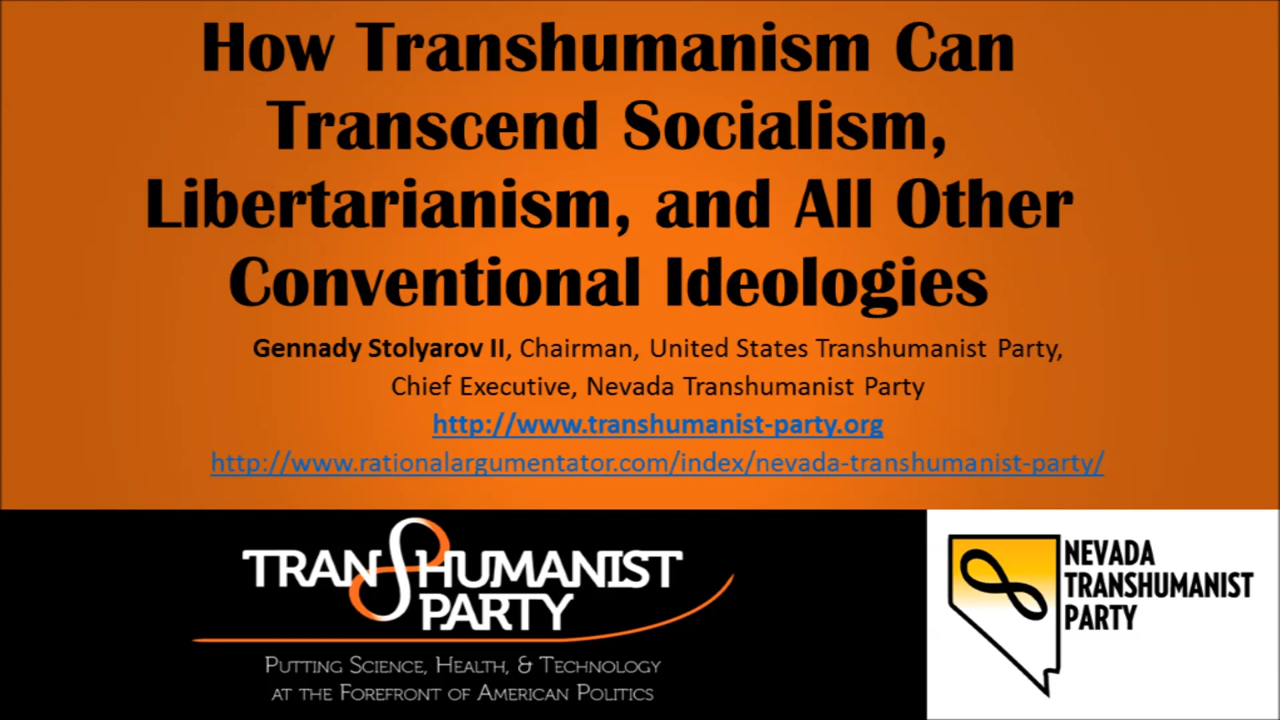 How Transhumanism Can
Transcend Socialism,
Libertarianism, and All Other
Conventional Ideologies
Gennady Stolyarov II, Chairman, United States Transhumanist Party,
Chief Executive, Nevada Transhumanist Party
http://www.transhumanist-party.org
http://www.rationalargumentator.com/index/nevada-transhumanist-party/
TRANSHUMANIST
PARTY
PUTTING SCIENCE, HEALTH, & TECHNOLOGY
AT THE FOREFRONT OF AMERICAN POLITICS
NEVADA
TRANSHUMANIST
PARTY